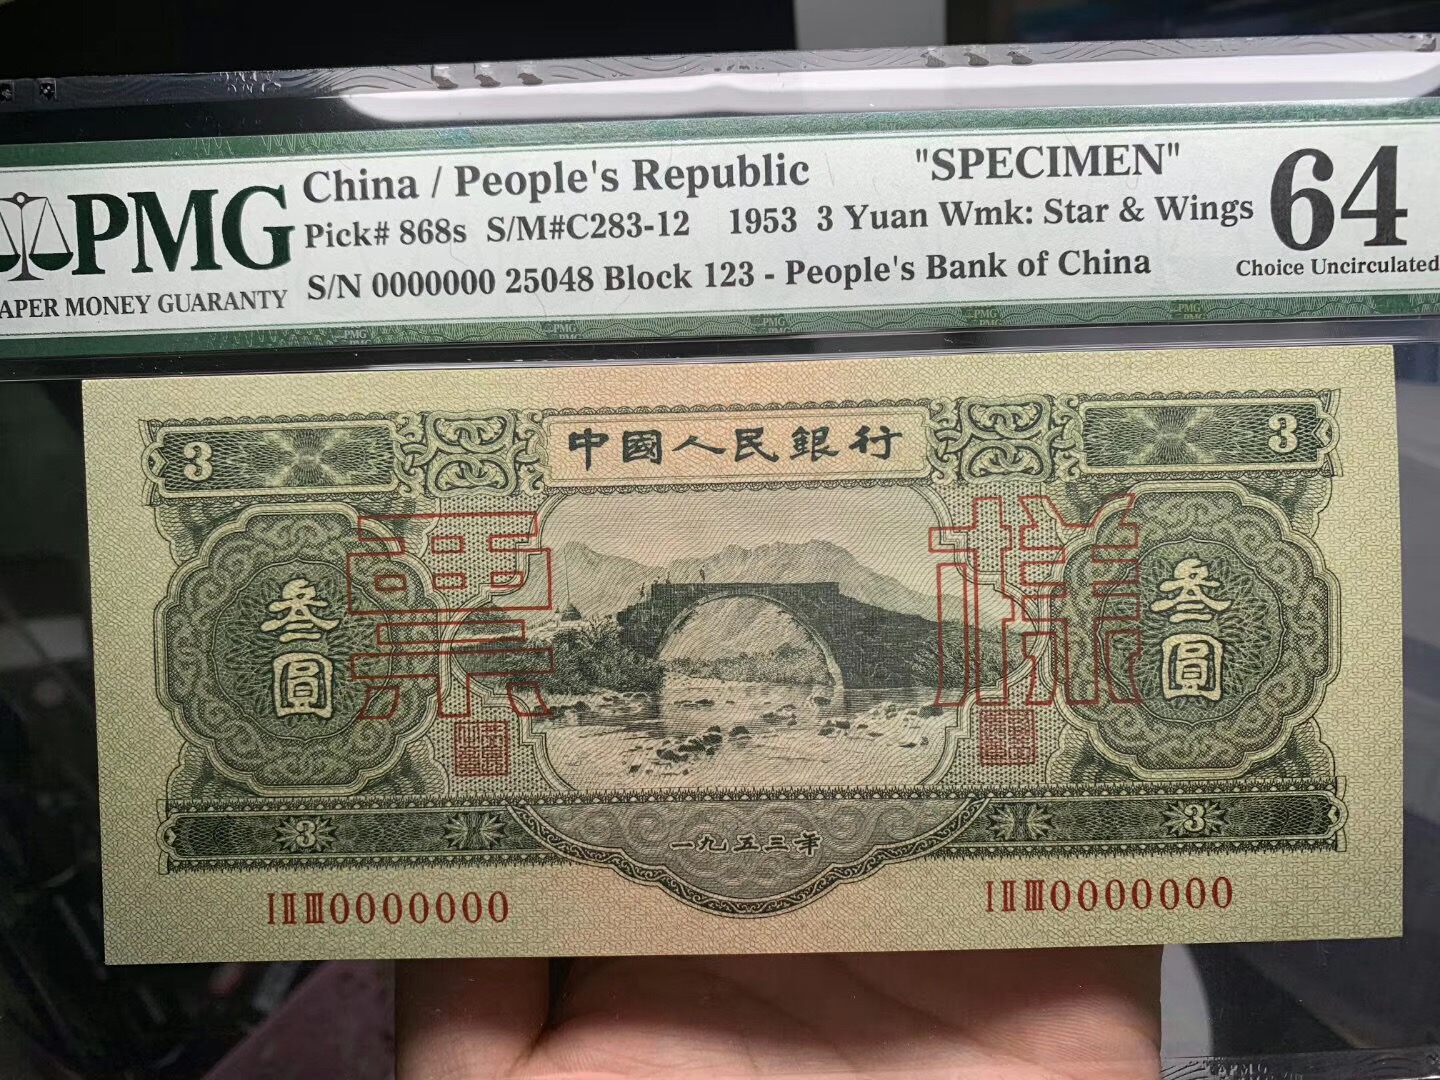 PMG
PAPER MONEY GUARANTY
China / People's Republic "SPECIMEN"
Pick# 868s S/M#C283-12 1953 3 Yuan Wmk: Star & Wings
S/N 0000000 25048 Block 123 - People's Bank of China
64
Choice Uncirculated
3 中國人民銀行 3
票 樣
叁圓 叁圓
3 一九五三年 3
I II III 0000000 I II III 0000000